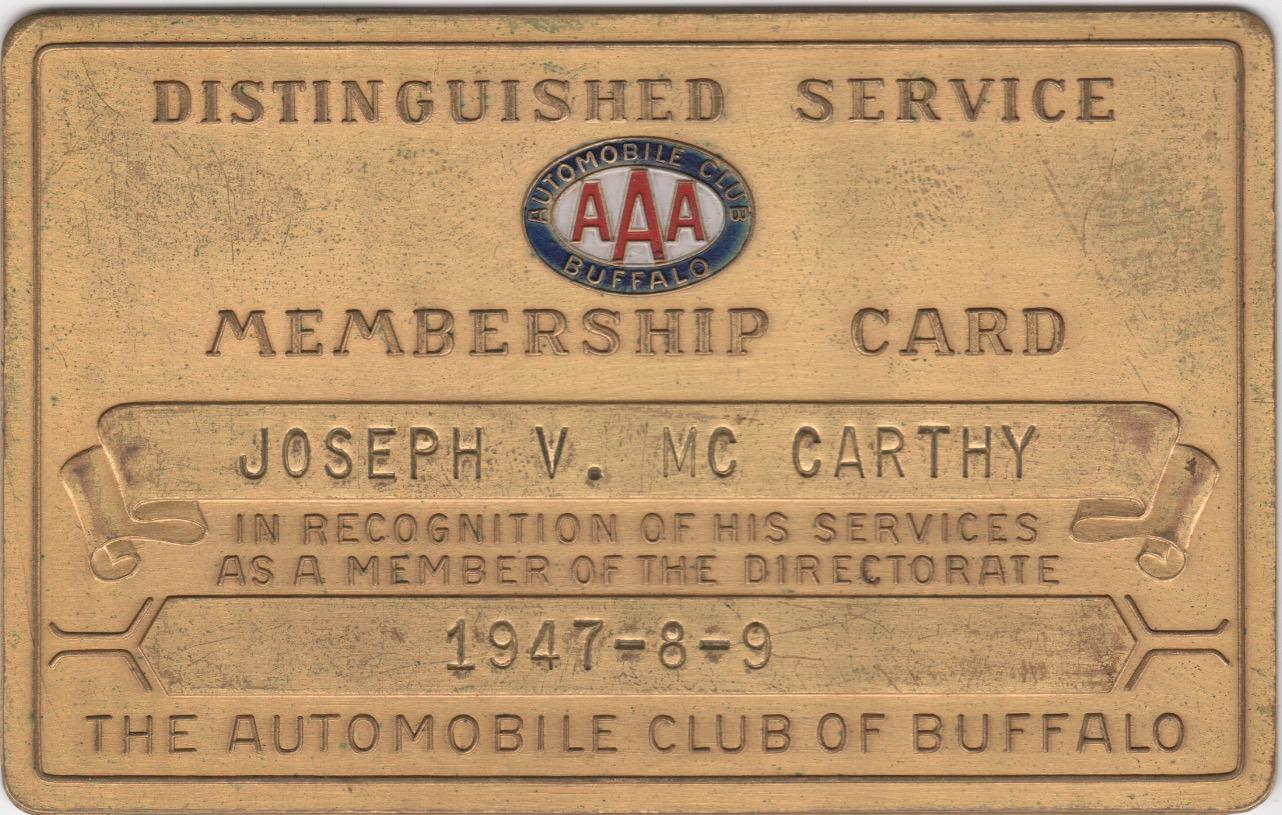 DISTINGUISHED SERVICE
AUTOMOBILE CLUB
AAA
BUFFALO
MEMBERSHIP CARD
JOSEPH V. MC CARTHY
IN RECOGNITION OF HIS SERVICES
AS A MEMBER OF THE DIRECTORATE
1947-8-9
THE AUTOMOBILE CLUB OF BUFFALO